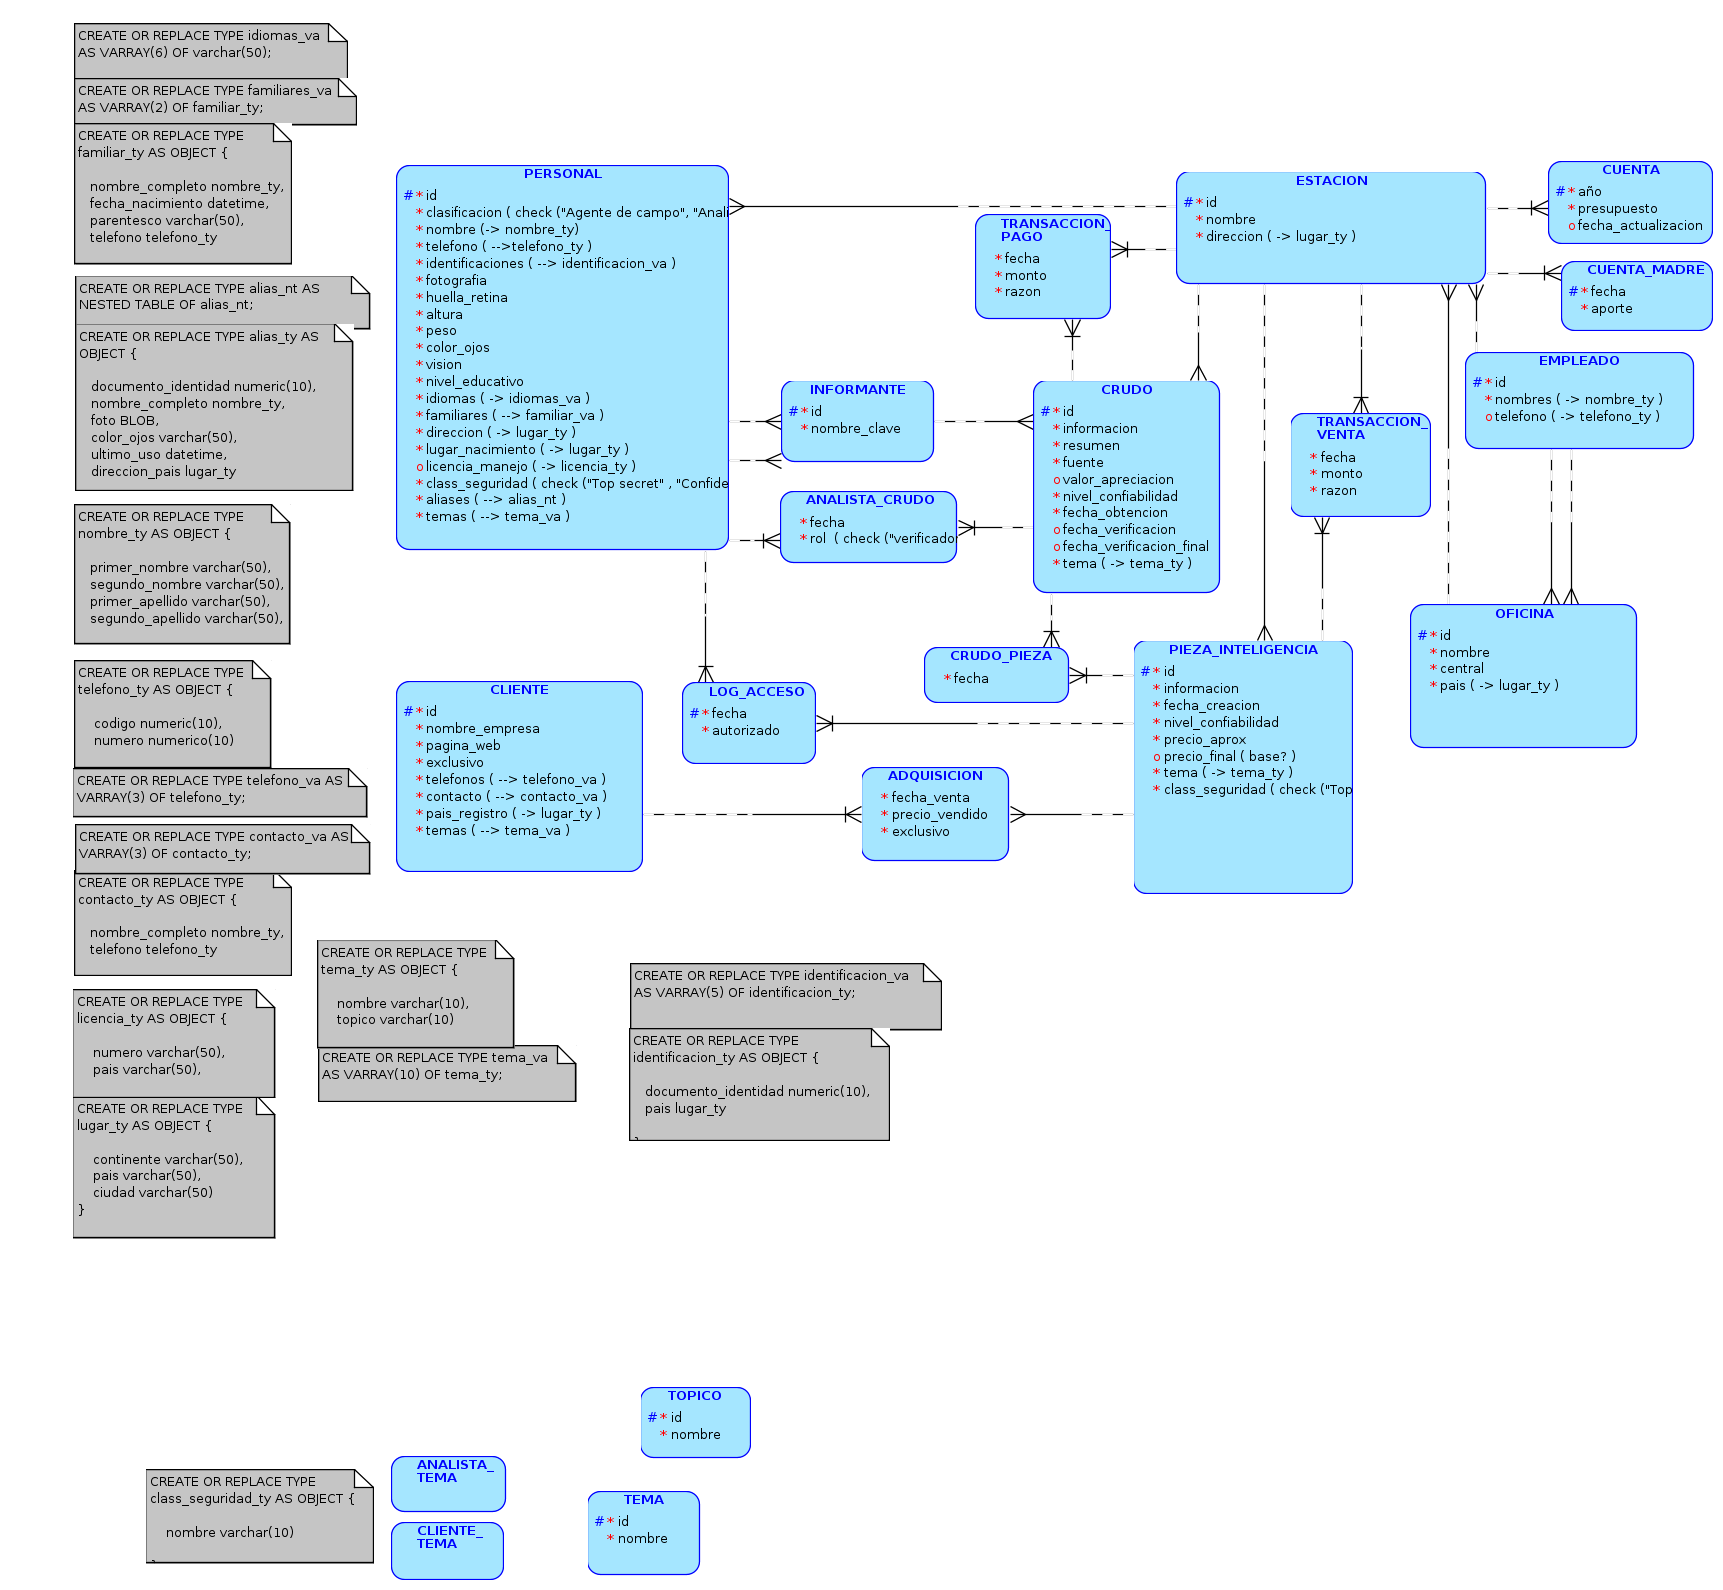 CREATE OR REPLACE TYPE idiomas_va
AS VARRAY(6) OF varchar(50);
CREATE OR REPLACE TYPE familiares_va
AS VARRAY(2) OF familiar_ty;
CREATE OR REPLACE TYPE
familiar_ty AS OBJECT {
nombre_completo nombre_ty,
fecha_nacimiento datetime,
parentesco varchar(50),
telefono telefono_ty
CREATE OR REPLACE TYPE alias_nt AS
NESTED TABLE OF alias_nt;
CREATE OR REPLACE TYPE alias_ty AS
OBJECT {
documento_identidad numeric(10),
nombre_completo nombre_ty,
foto BLOB,
color_ojos varchar(50),
ultimo_uso datetime,
direccion_pais lugar_ty
CREATE OR REPLACE TYPE
nombre_ty AS OBJECT {
primer_nombre varchar(50),
segundo_nombre varchar(50),
primer_apellido varchar(50),
segundo_apellido varchar(50),
CREATE OR REPLACE TYPE
telefono_ty AS OBJECT {
codigo numeric(10),
numero numerico(10)
CREATE OR REPLACE TYPE telefono_va AS
VARRAY(3) OF telefono_ty;
CREATE OR REPLACE TYPE contacto_va AS
VARRAY(3) OF contacto_ty;
CREATE OR REPLACE TYPE
contacto_ty AS OBJECT {
nombre_completo nombre_ty,
telefono telefono_ty
CREATE OR REPLACE TYPE
licencia_ty AS OBJECT {
numero varchar(50),
pais varchar(50),
CREATE OR REPLACE TYPE
lugar_ty AS OBJECT {
continente varchar(50),
pais varchar(50),
ciudad varchar(50)
}
PERSONAL
#* id
* clasificacion ( check ("Agente de campo", "Anali
* nombre (-> nombre_ty)
* telefono ( -->telefono_ty )
* identificaciones ( --> identificacion_va )
* fotografia
* huella_retina
* altura
* peso
* color_ojos
* vision
* nivel_educativo
* idiomas ( -> idiomas_va )
* familiares ( --> familiar_va )
* direccion ( -> lugar_ty )
* lugar_nacimiento ( -> lugar_ty )
o licencia_manejo ( -> licencia_ty )
* class_seguridad ( check ("Top secret" , "Confide
* aliases ( --> alias_nt )
* temas ( --> tema_va )
ESTACION
#* id
* nombre
* direccion ( -> lugar_ty )
CUENTA
#* año
* presupuesto
o fecha_actualizacion
CUENTA_MADRE
#* fecha
* aporte
TRANSACCION_
PAGO
* fecha
* monto
* razon
EMPLEADO
#* id
* nombres ( -> nombre_ty )
o telefono ( -> telefono_ty )
INFORMANTE
#* id
* nombre_clave
CRUDO
#* id
* informacion
* resumen
* fuente
o valor_apreciacion
* nivel_confiabilidad
* fecha_obtencion
o fecha_verificacion
o fecha_verificacion_final
* tema ( -> tema_ty )
TRANSACCION_
VENTA
* fecha
* monto
* razon
ANALISTA_CRUDO
* fecha
* rol ( check ("verificado
OFICINA
#* id
* nombre
* central
* pais ( -> lugar_ty )
CRUDO_PIEZA
* fecha
PIEZA_INTELIGENCIA
#* id
* informacion
* fecha_creacion
* nivel_confiabilidad
* precio_aprox
o precio_final ( base? )
* tema ( -> tema_ty )
* class_seguridad ( check ("Top
CLIENTE
#* id
* nombre_empresa
* pagina_web
* exclusivo
* telefonos ( --> telefono_va )
* contacto ( --> contacto_va )
* pais_registro ( -> lugar_ty )
* temas ( --> tema_va )
LOG_ACCESO
#* fecha
* autorizado
ADQUISICION
* fecha_venta
* precio_vendido
* exclusivo
CREATE OR REPLACE TYPE
tema_ty AS OBJECT {
nombre varchar(10),
topico varchar(10)
CREATE OR REPLACE TYPE tema_va
AS VARRAY(10) OF tema_ty;
CREATE OR REPLACE TYPE identificacion_va
AS VARRAY(5) OF identificacion_ty;
CREATE OR REPLACE TYPE
identificacion_ty AS OBJECT {
documento_identidad numeric(10),
pais lugar_ty
TOPICO
#* id
* nombre
CREATE OR REPLACE TYPE
class_seguridad_ty AS OBJECT {
nombre varchar(10)
ANALISTA_
TEMA
CLIENTE_
TEMA
TEMA
#* id
* nombre